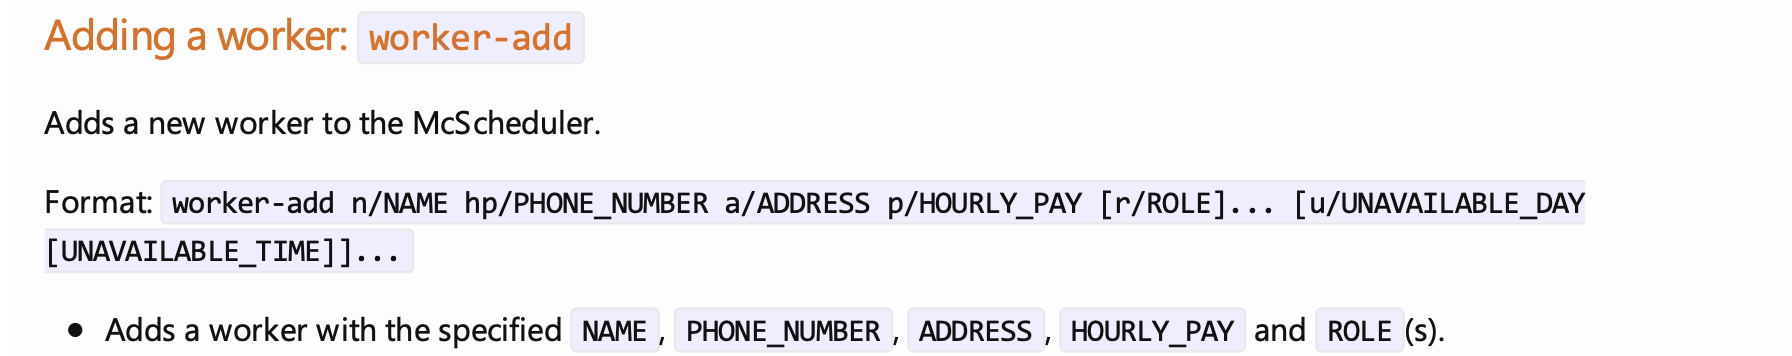 Adding a worker: worker-add
Adds a new worker to the McScheduler.
Format: worker-add n/NAME hp/PHONE_NUMBER a/ADDRESS p/HOURLY_PAY [r/ROLE]... [u/UNAVAILABLE_DAY
[UNAVAILABLE_TIME]]...
• Adds a worker with the specified NAME, PHONE_NUMBER, ADDRESS, HOURLY_PAY and ROLE(s).